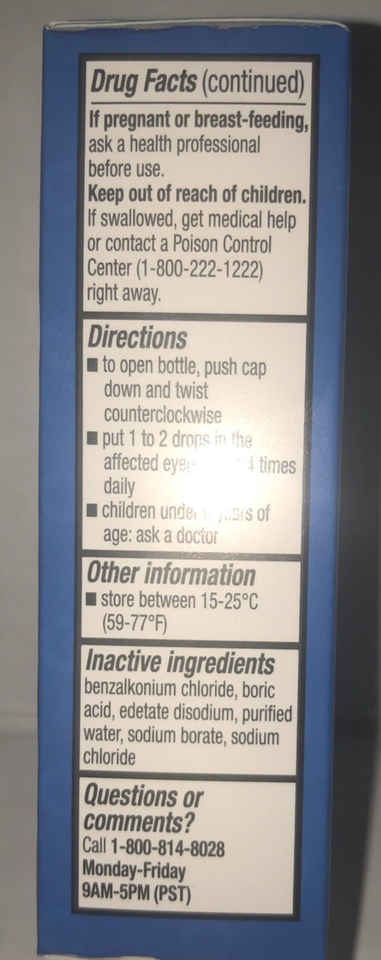 Drug Facts (continued)
If pregnant or breast-feeding,
ask a health professional
before use.
Keep out of reach of children.
If swallowed, get medical help
or contact a Poison Control
Center (1-800-222-1222)
right away.
Directions
■ to open bottle, push cap
down and twist
counterclockwise
■ put 1 to 2 drops in the
affected times
daily
■ children under of
age: ask a doctor
Other information
■ store between 15-25°C
(59-77°F)
Inactive ingredients
benzalkonium chloride, boric
acid, edetate disodium, purified
water, sodium borate, sodium
chloride
Questions or
comments?
Call 1-800-814-8028
Monday-Friday
9AM-5PM (PST)